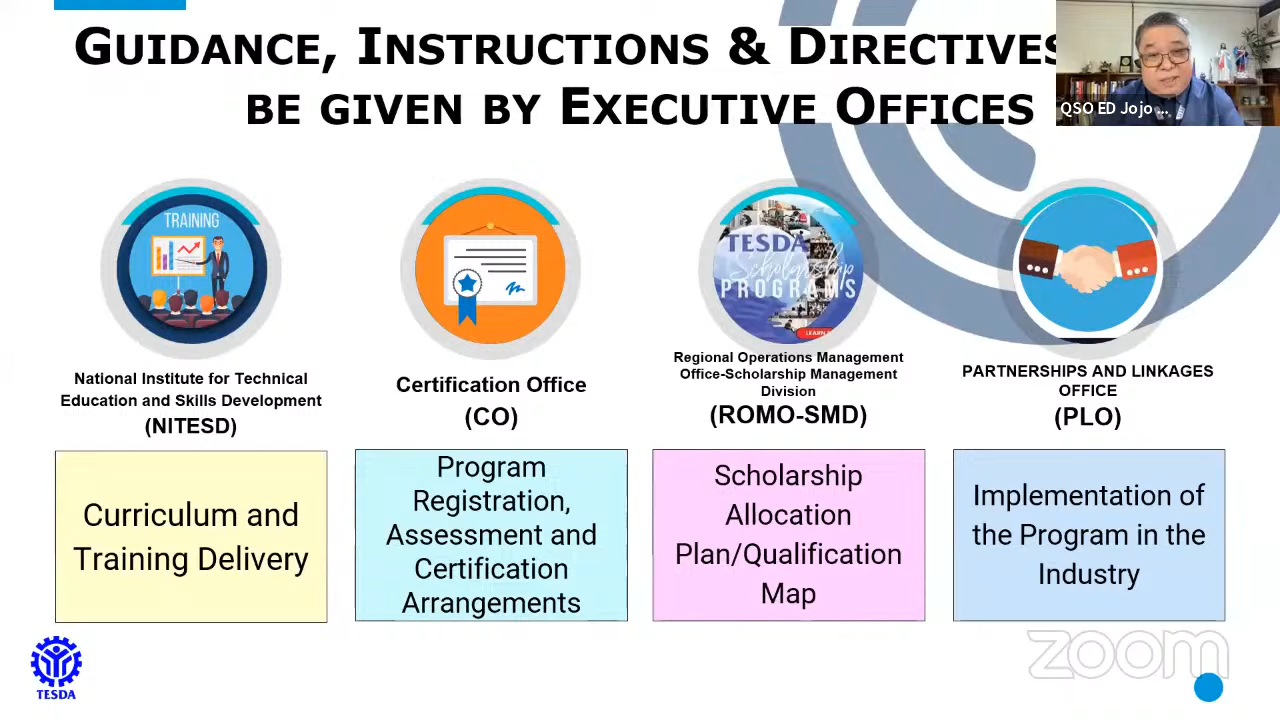 GUIDANCE, INSTRUCTIONS & DIRECTIVES
BE GIVEN BY EXECUTIVE OFFICES
QSO ED Jojo ...
TRAINING
National Institute for Technical
Education and Skills Development
(NITESD)
Curriculum and
Training Delivery
Certification Office
(CO)
Program
Registration,
Assessment and
Certification
Arrangements
TESDA
Scholarship
PROGRAMS
Regional Operations Management
Office-Scholarship Management
Division
(ROMO-SMD)
Scholarship
Allocation
Plan/Qualification
Map
PARTNERSHIPS AND LINKAGES
OFFICE
(PLO)
Implementation of
the Program in the
Industry
TESDA
zoom